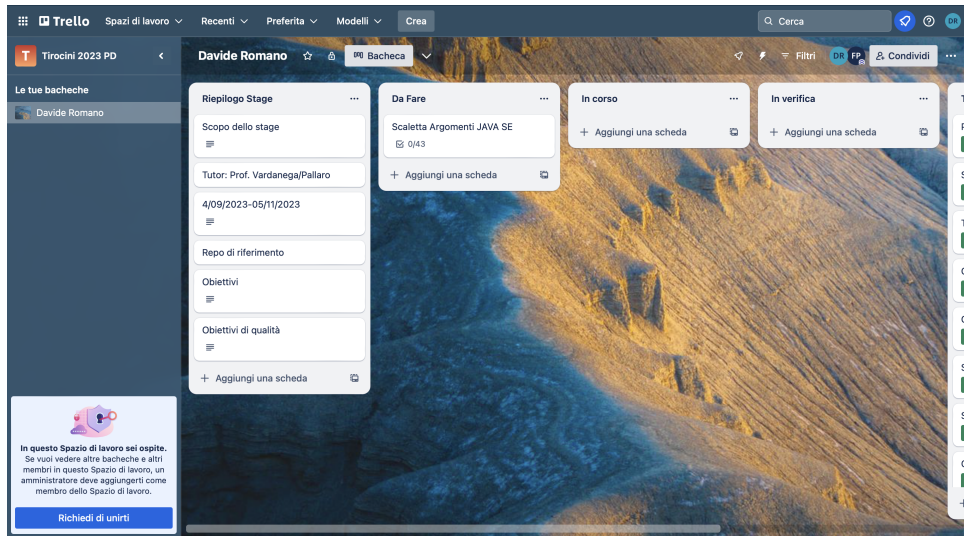 Trello Spazi di lavoro Recenti Preferita Modelli Crea Cerca DR
T Tirocini 2023 PD
Davide Romano Bacheca Filtri DR FP Condividi
Le tue bacheche
Davide Romano
Riepilogo Stage
Scopo dello stage
Tutor: Prof. Vardanega/Pallaro
4/09/2023-05/11/2023
Repo di riferimento
Obiettivi
Obiettivi di qualità
Aggiungi una scheda
Da Fare
Scaletta Argomenti JAVA SE
0/43
Aggiungi una scheda
In corso
Aggiungi una scheda
In verifica
Aggiungi una scheda
In questo Spazio di lavoro sei ospite.
Se vuoi vedere altre bacheche e altri
membri in questo Spazio di lavoro, un
amministratore deve aggiungerti come
membro dello Spazio di lavoro.
Richiedi di unirti